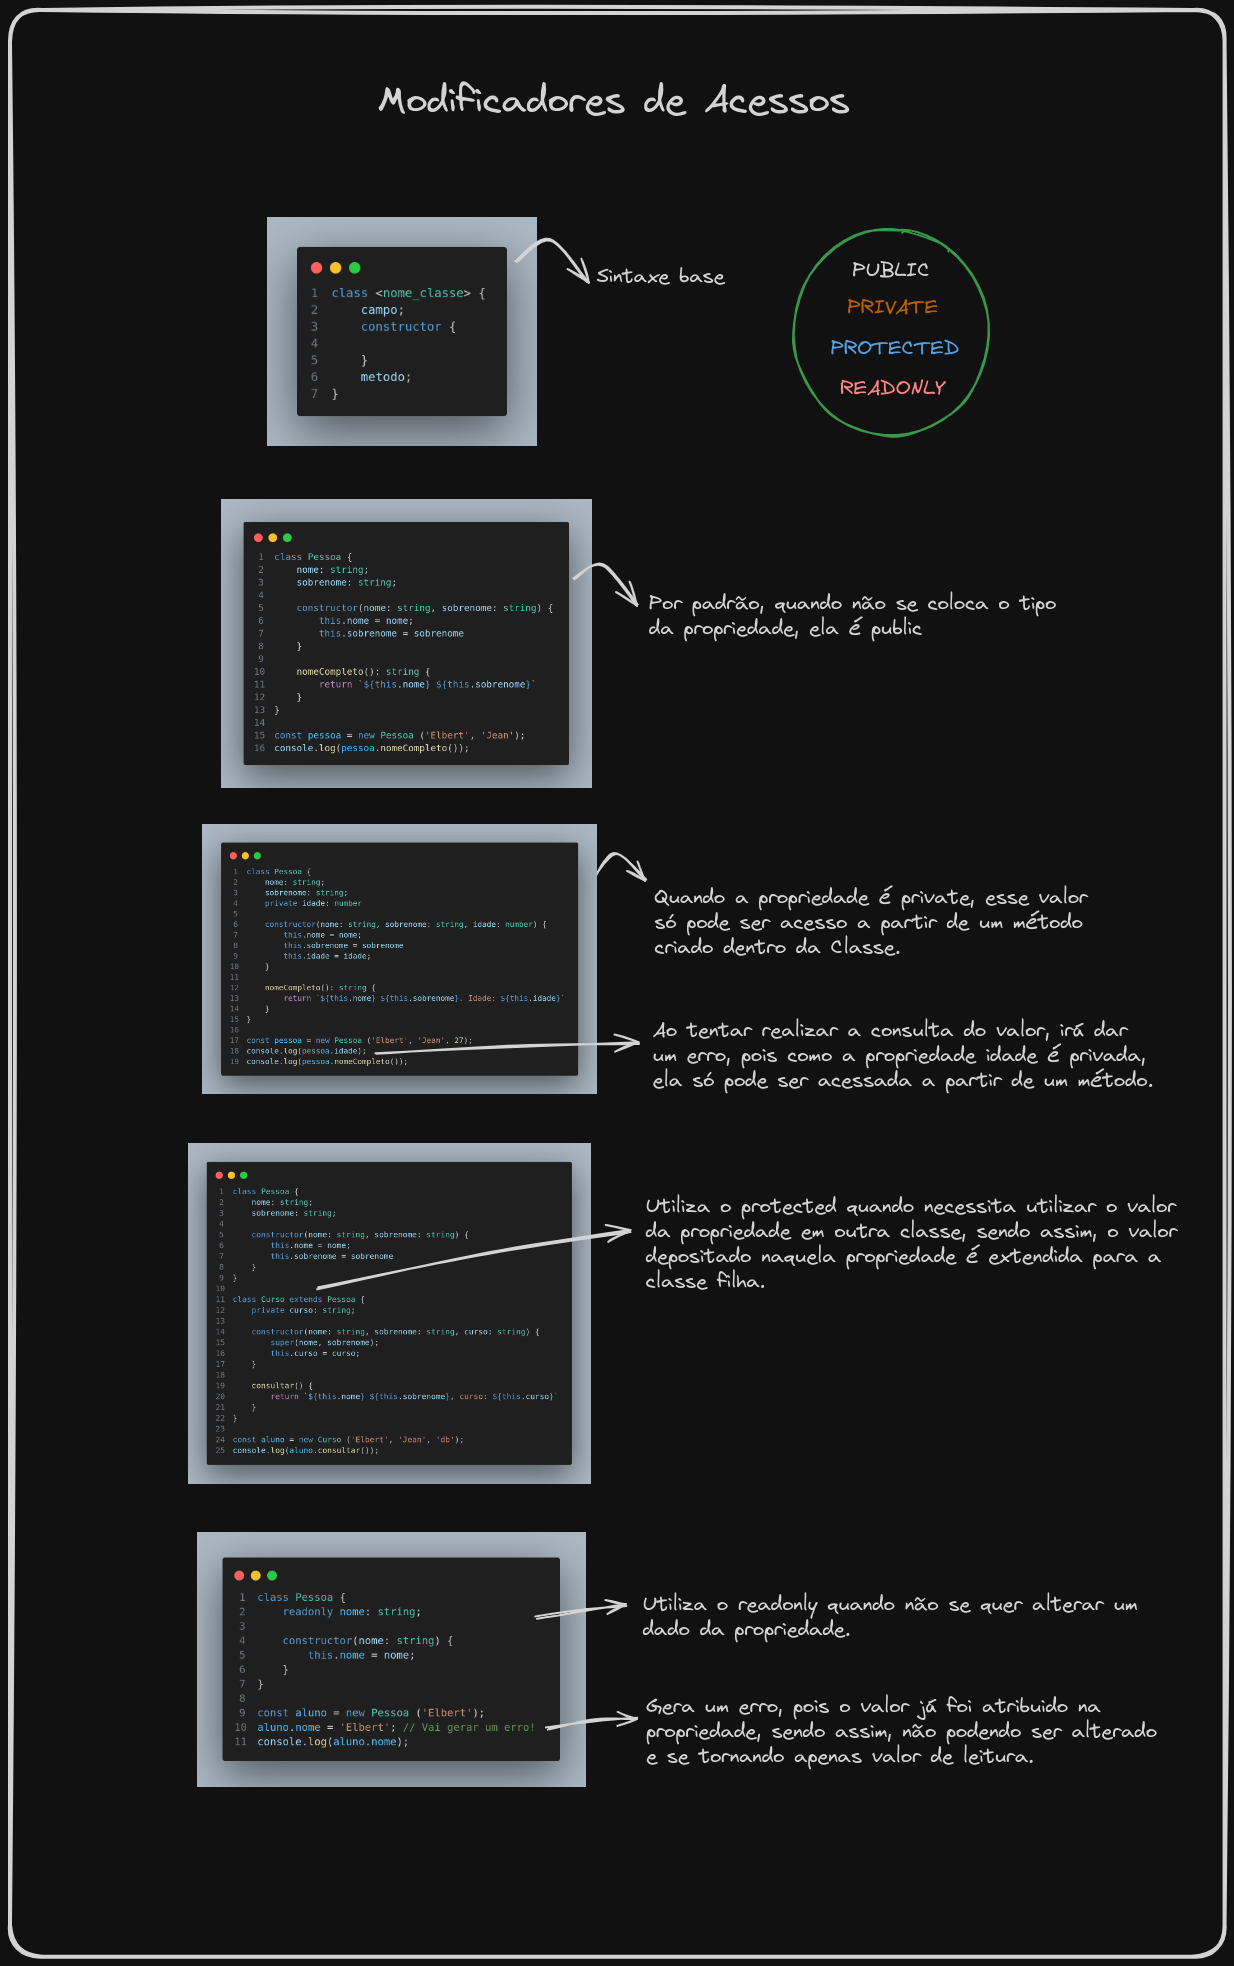 Modificadores de Acessos
1 class <nome_classe> {
2 campo;
3 constructor {
4
5 }
6 metodo;
7 }
Sintaxe base
PUBLIC
PRIVATE
PROTECTED
READONLY
1 class Pessoa {
2 nome: string;
3 sobrenome: string;
4
5 constructor(nome: string, sobrenome: string) {
6 this.nome = nome;
7 this.sobrenome = sobrenome
8 }
9
10 nomeCompleto(): string {
11 return `${this.nome} ${this.sobrenome}`
12 }
13 }
14
15 const pessoa = new Pessoa ('Elbert', 'Jean');
16 console.log(pessoa.nomeCompleto());
Por padrão, quando não se coloca o tipo
da propriedade, ela é public
1 class Pessoa {
2 nome: string;
3 sobrenome: string;
4 private idade: number
5
6 constructor(nome: string, sobrenome: string, idade: number) {
7 this.nome = nome;
8 this.sobrenome = sobrenome
9 this.idade = idade;
10 }
11
12 nomeCompleto(): string {
13 return `${this.nome} ${this.sobrenome}. Idade: ${this.idade}`
14 }
15 }
16
17 const pessoa = new Pessoa ('Elbert', 'Jean', 27);
18 console.log(pessoa.idade);
19 console.log(pessoa.nomeCompleto());
Quando a propriedade é private, esse valor
só pode ser acesso a partir de um método
criado dentro da Classe.
Ao tentar realizar a consulta do valor, irá dar
um erro, pois como a propriedade idade é privada,
ela só pode ser acessada a partir de um método.
1 class Pessoa {
2 nome: string;
3 sobrenome: string;
4
5 constructor(nome: string, sobrenome: string) {
6 this.nome = nome;
7 this.sobrenome = sobrenome
8 }
9 }
10
11 class Curso extends Pessoa {
12 private curso: string;
13
14 constructor(nome: string, sobrenome: string, curso: string) {
15 super(nome, sobrenome);
16 this.curso = curso;
17 }
18
19 consultar() {
20 return `${this.nome} ${this.sobrenome}, curso: ${this.curso}`
21 }
22 }
23
24 const aluno = new Curso ('Elbert', 'Jean', 'db');
25 console.log(aluno.consultar());
Utiliza o protected quando necessita utilizar o valor
da propriedade em outra classe, sendo assim, o valor
depositado naquela propriedade é extendida para a
classe filha.
1 class Pessoa {
2 readonly nome: string;
3
4 constructor(nome: string) {
5 this.nome = nome;
6 }
7 }
8
9 const aluno = new Pessoa ('Elbert');
10 aluno.nome = 'Elbert'; // Vai gerar um erro!
11 console.log(aluno.nome);
Utiliza o readonly quando não se quer alterar um
dado da propriedade.
Gera um erro, pois o valor já foi atribuido na
propriedade, sendo assim, não podendo ser alterado
e se tornando apenas valor de leitura.